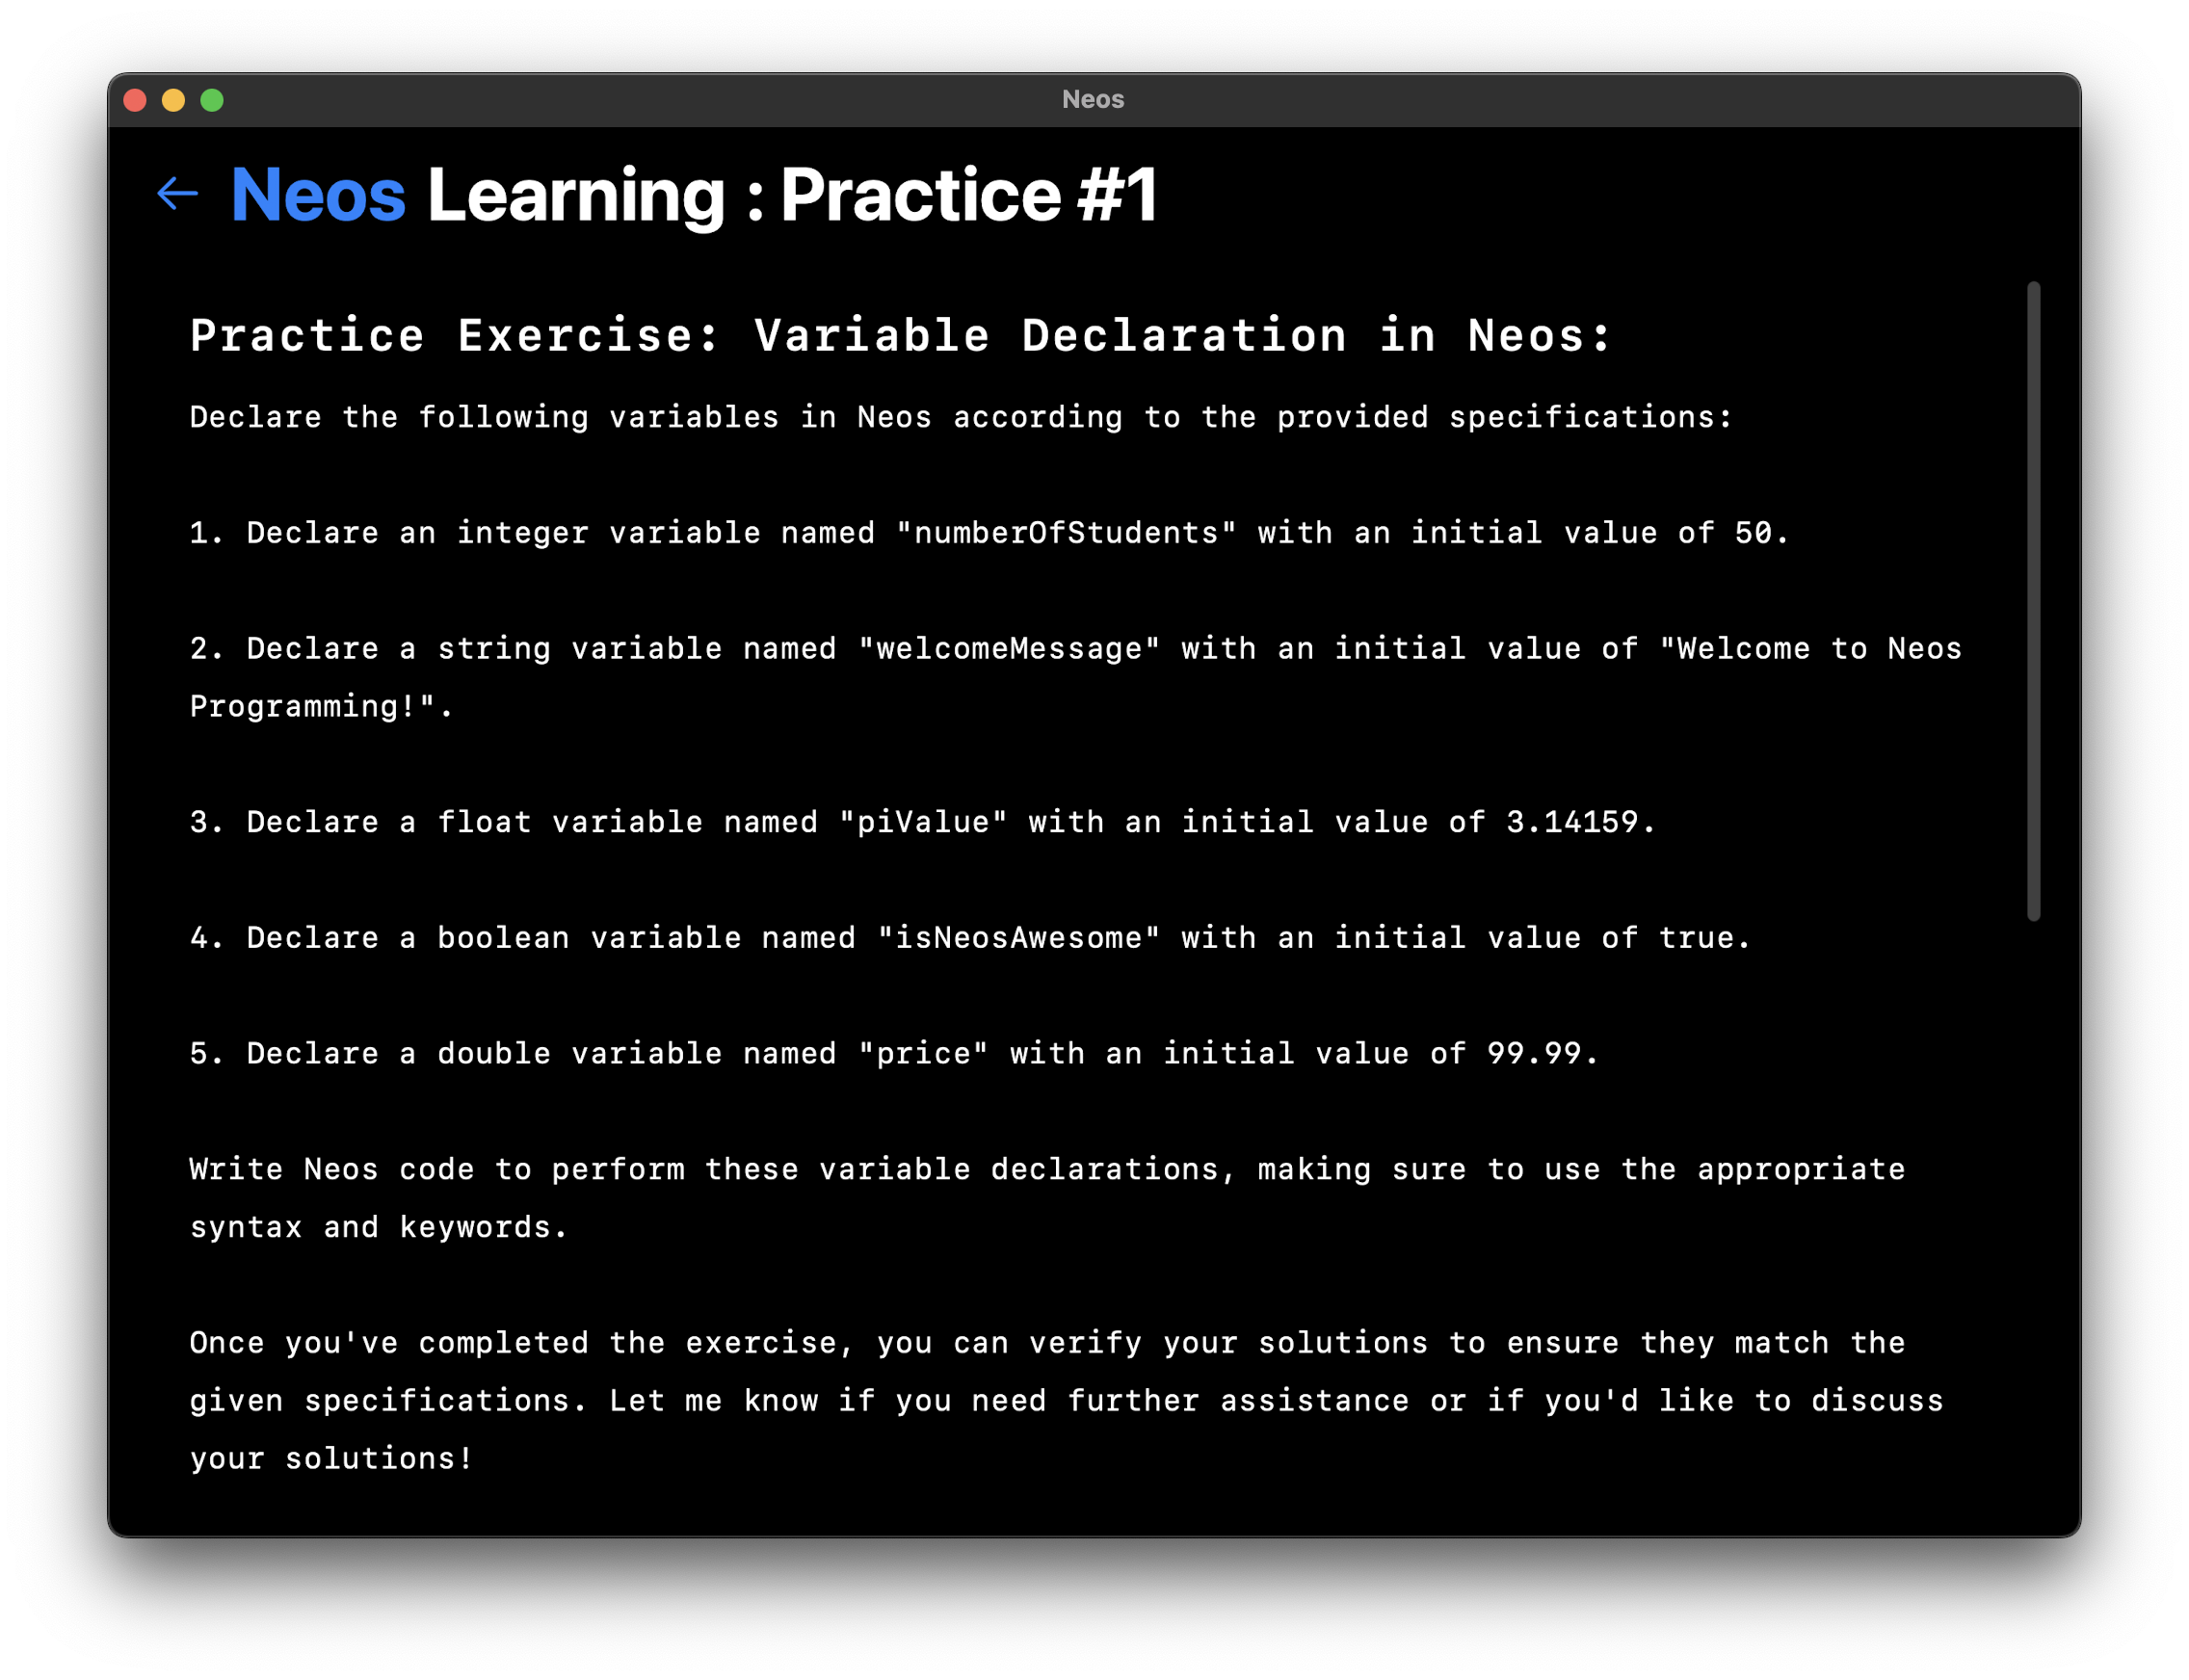 Neos
Neos Learning : Practice #1
Practice Exercise: Variable Declaration in Neos:
Declare the following variables in Neos according to the provided specifications:
1. Declare an integer variable named "numberOfStudents" with an initial value of 50.
2. Declare a string variable named "welcomeMessage" with an initial value of "Welcome to Neos
Programming!".
3. Declare a float variable named "piValue" with an initial value of 3.14159.
4. Declare a boolean variable named "isNeosAwesome" with an initial value of true.
5. Declare a double variable named "price" with an initial value of 99.99.
Write Neos code to perform these variable declarations, making sure to use the appropriate
syntax and keywords.
Once you've completed the exercise, you can verify your solutions to ensure they match the
given specifications. Let me know if you need further assistance or if you'd like to discuss
your solutions!